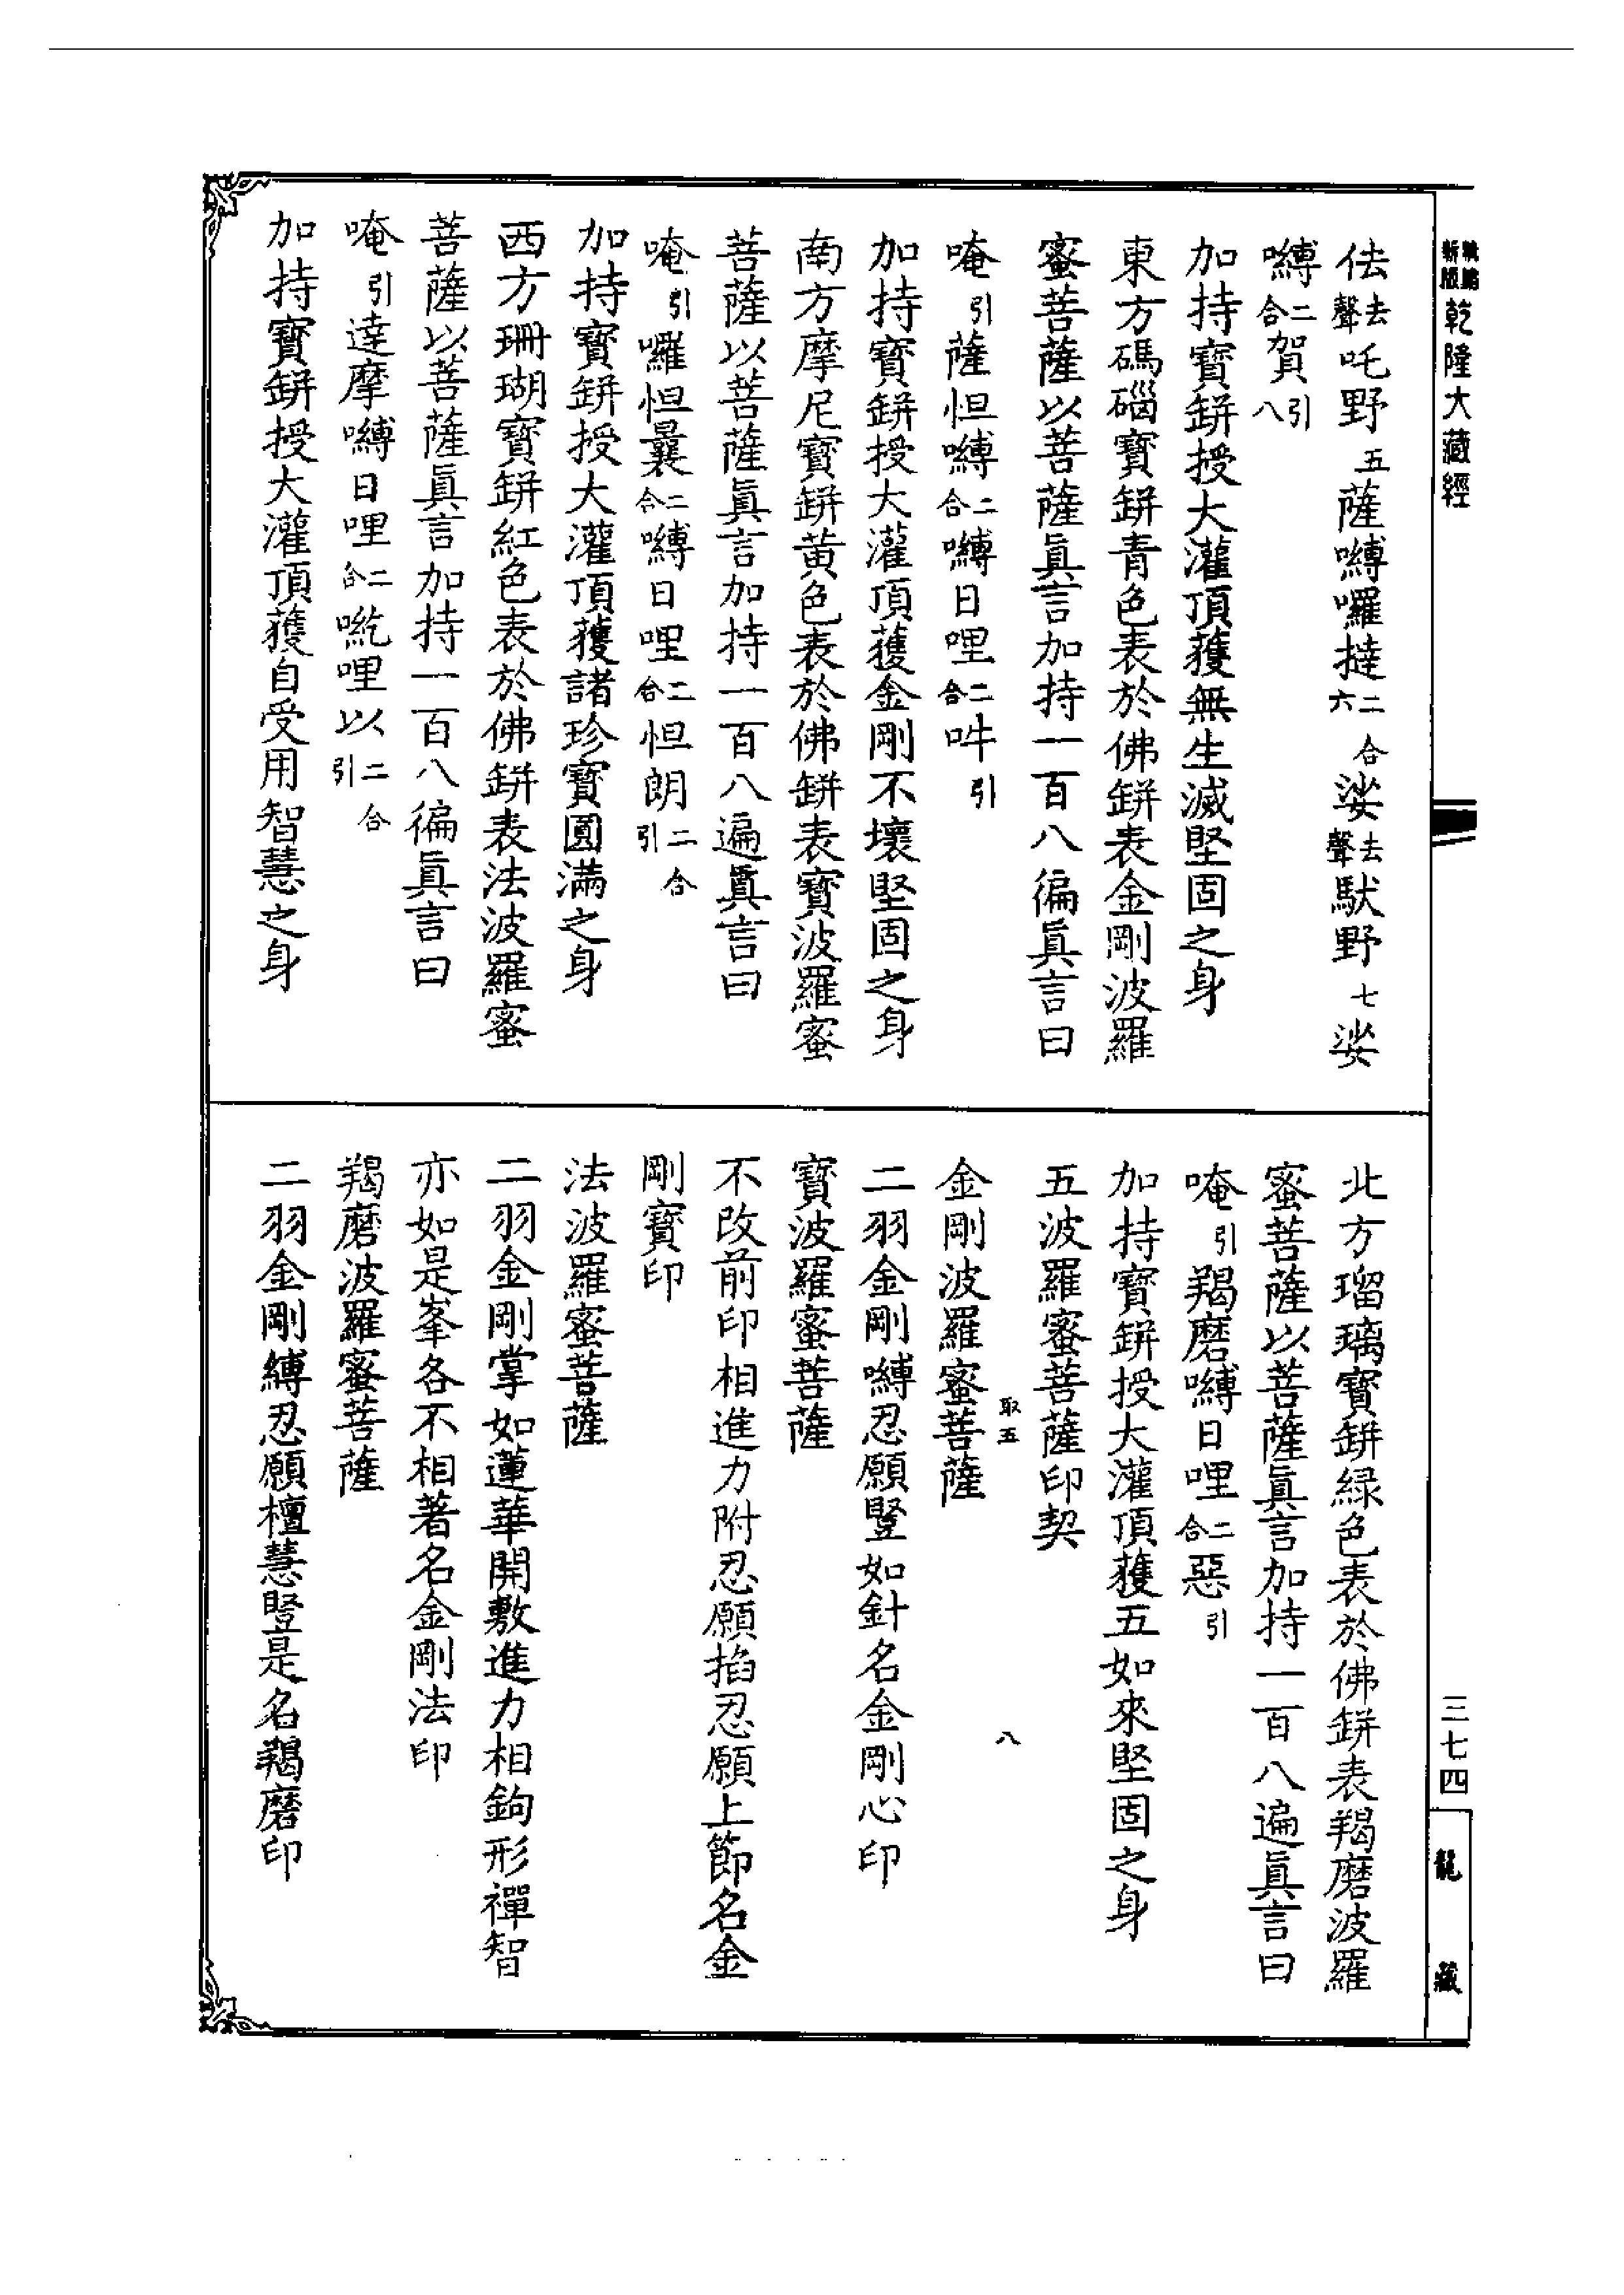 乾隆大藏經
佉去聲吒野五薩嚩囉撻二合六娑去聲馱野七娑
嚩二合賀引八
加持寶缾授大灌頂獲無生滅堅固之身
東方碼碯寶缾青色表於佛缾表金剛波羅
蜜菩薩以菩薩眞言加持一百八徧眞言曰
唵引薩怛嚩二合嚩日哩二合吽引
加持寶缾授大灌頂獲金剛不壞堅固之身
南方摩尼寶缾黄色表於佛缾表寶波羅蜜
菩薩以菩薩眞言加持一百八遍眞言曰
唵引囉怛曩二合嚩日哩二合怛朗二合引
加持寶缾授大灌頂獲諸珍寶圓滿之身
西方珊瑚寶缾紅色表於佛缾表法波羅蜜
菩薩以菩薩眞言加持一百八徧眞言曰
唵引達摩嚩日哩二合嘰哩以二合引
加持寶缾授大灌頂獲自受用智慧之身
北方瑠璃寶缾緑色表於佛缾表羯磨波羅
蜜菩薩以菩薩眞言加持一百八遍眞言曰
唵引羯磨嚩日哩二合惡引
加持寶缾授大灌頂獲五如來堅固之身
五波羅蜜菩薩印契
取五 八
金剛波羅蜜菩薩
二羽金剛嚩忍願豎如針名金剛心印
寶波羅蜜菩薩
不改前印相進力附忍願掐忍願上節名金
剛寶印
法波羅蜜菩薩
二羽金剛掌如蓮華開敷進力相鉤形禪智
亦如是峯各不相著名金剛法印
羯磨波羅蜜菩薩
二羽金剛縛忍願檀慧豎是名羯磨印
三七四
龍藏